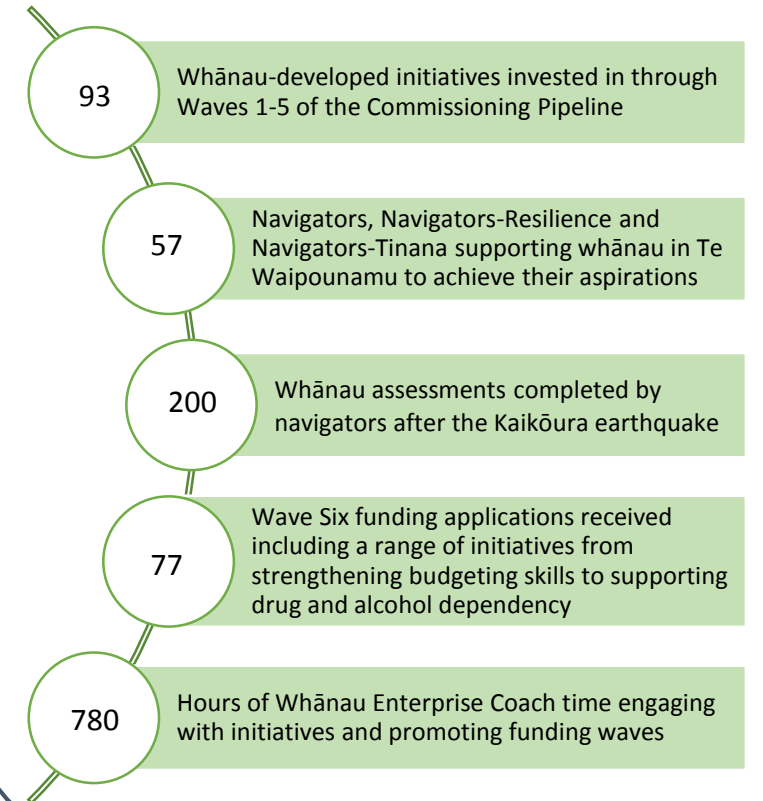 93
Whānau-developed initiatives invested in through
Waves 1-5 of the Commissioning Pipeline
57
Navigators, Navigators-Resilience and
Navigators-Tinana supporting whānau in Te
Waipounamu to achieve their aspirations
200
Whānau assessments completed by
navigators after the Kaikōura earthquake
77
Wave Six funding applications received
including a range of initiatives from
strengthening budgeting skills to supporting
drug and alcohol dependency
780
Hours of Whānau Enterprise Coach time engaging
with initiatives and promoting funding waves